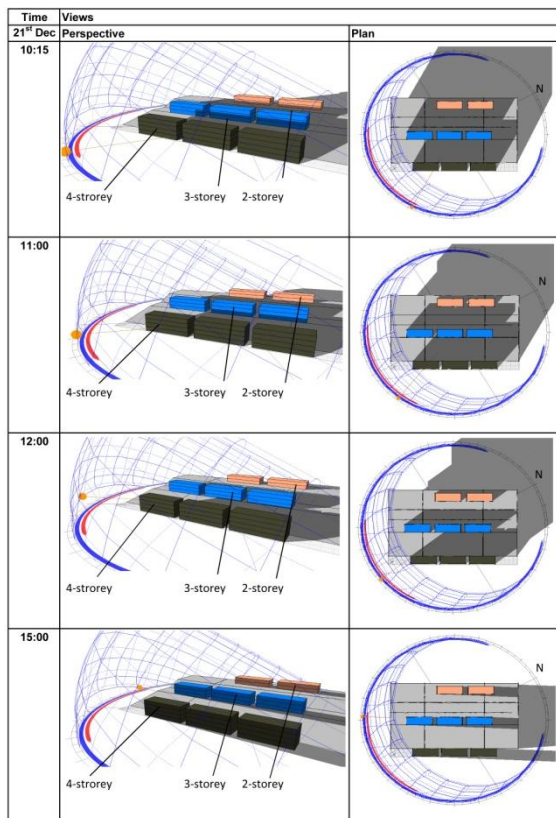 Time Views
21st Dec Perspective Plan
10:15
N
4-storey 3-storey 2-storey
11:00
N
4-storey 3-storey 2-storey
12:00
N
4-storey 3-storey 2-storey
15:00
N
4-storey 3-storey 2-storey